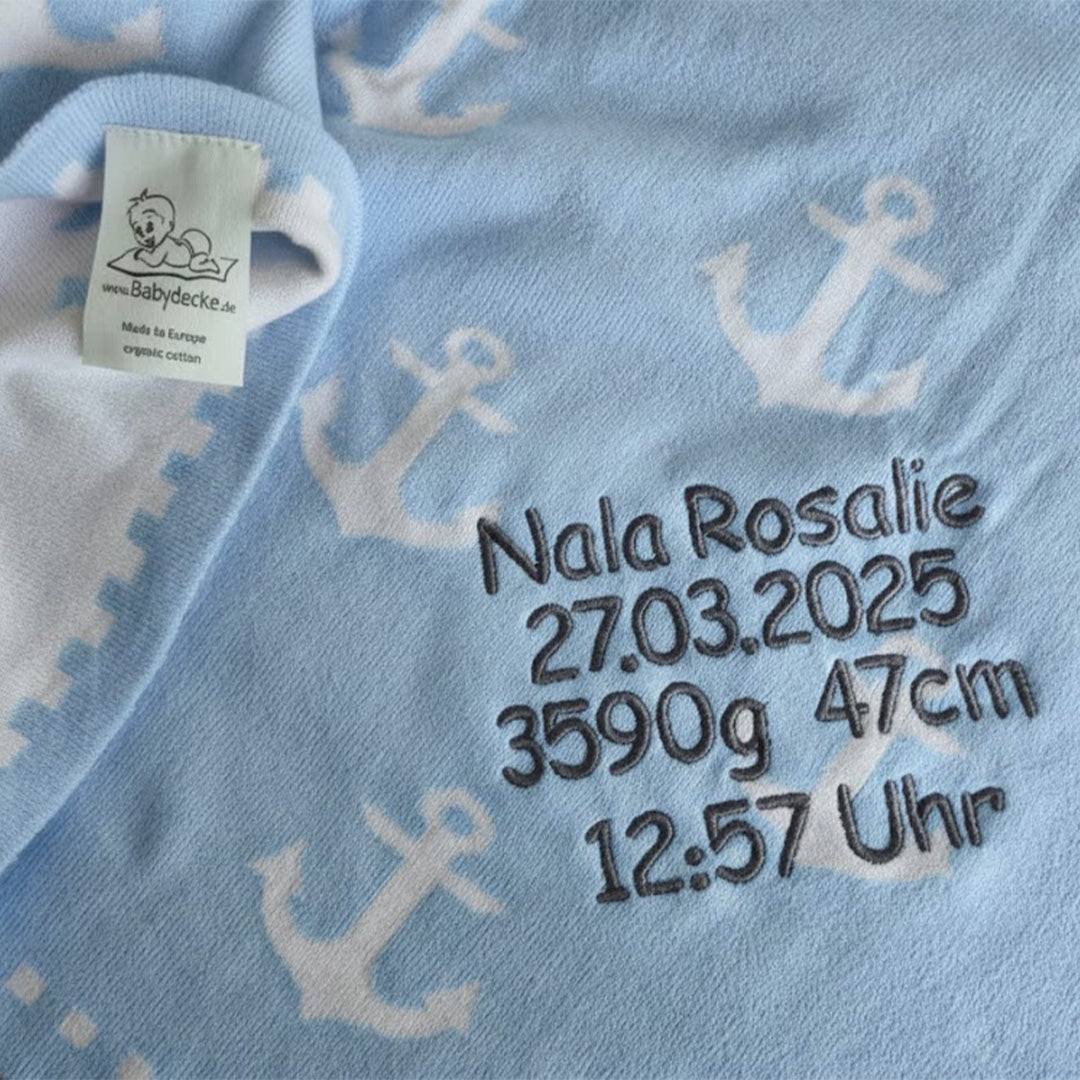 www.Babydecke.de
Made in Europe
organic cotton
Nala Rosalie
27.03.2025
3590g 47cm
12:57 Uhr